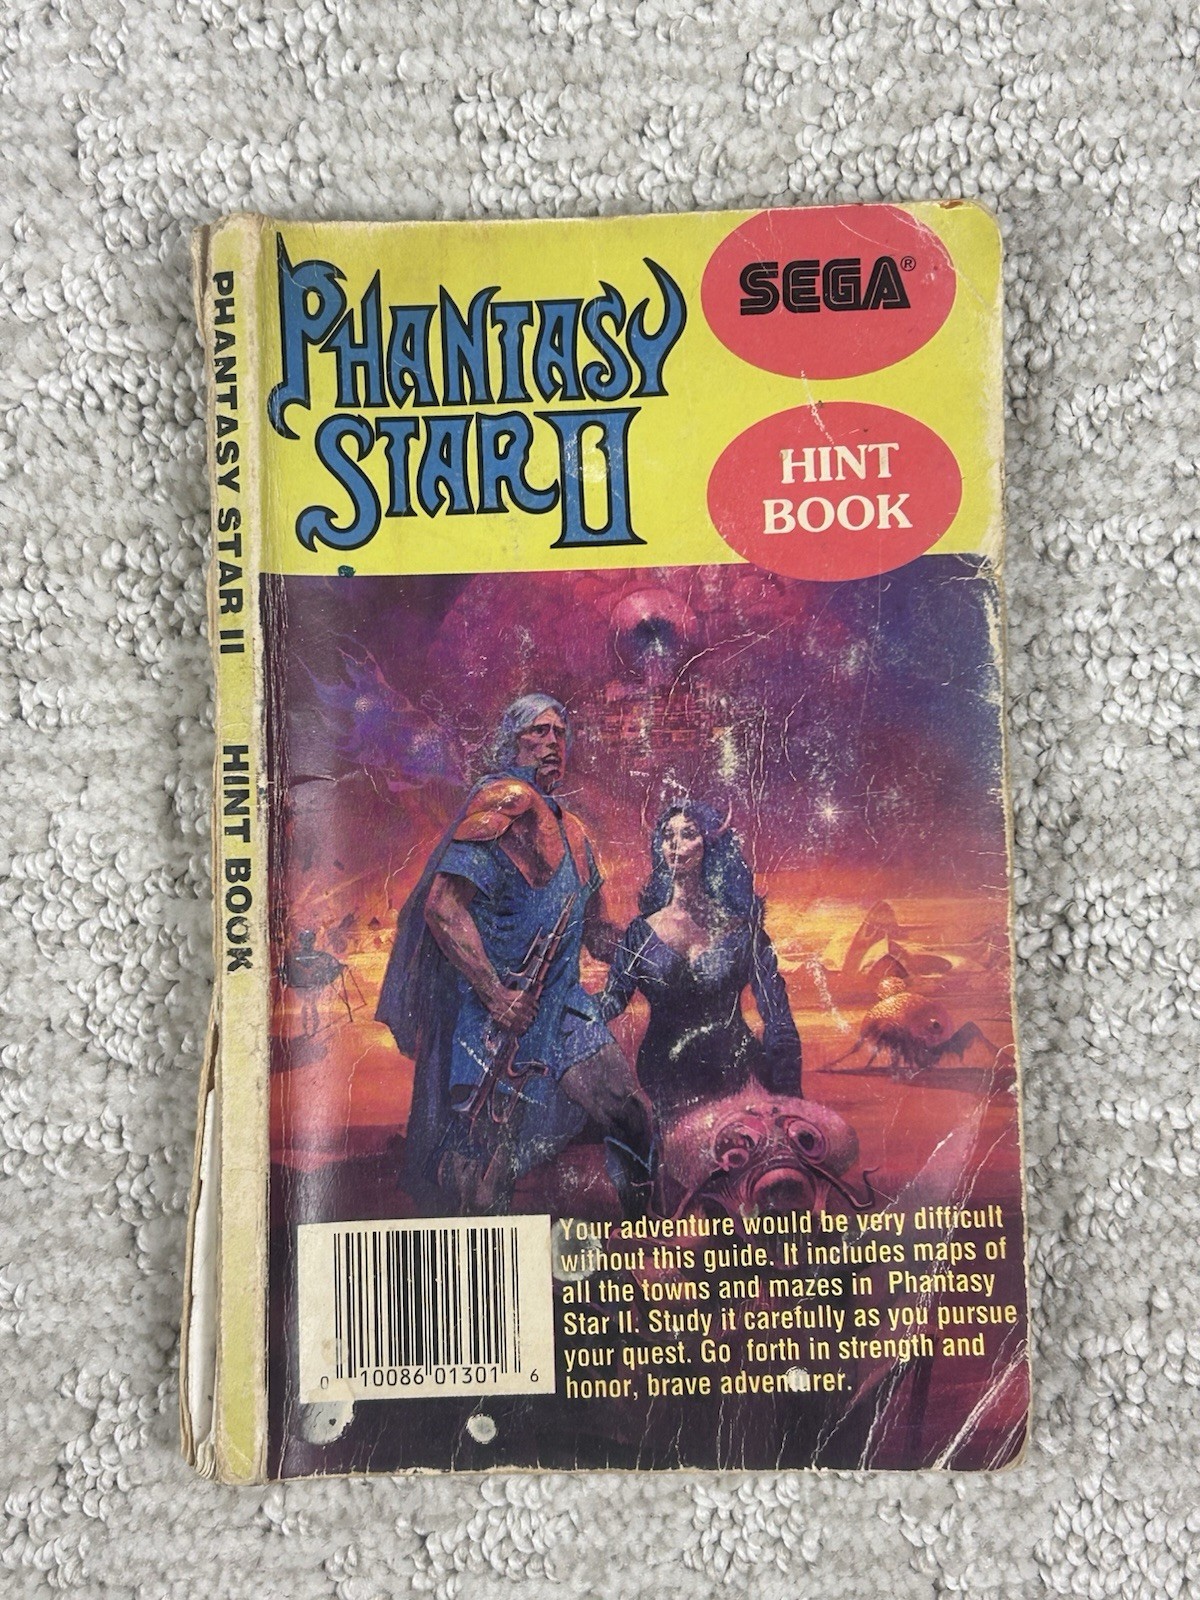 PHANTASY STAR II HINT BOOK
PHANTASY
STAR II
SEGA®
HINT
BOOK
Your adventure would be very difficult
without this guide. It includes maps of
all the towns and mazes in Phantasy
Star II. Study it carefully as you pursue
your quest. Go forth in strength and
honor, brave adventurer.
0 10086 01301 6